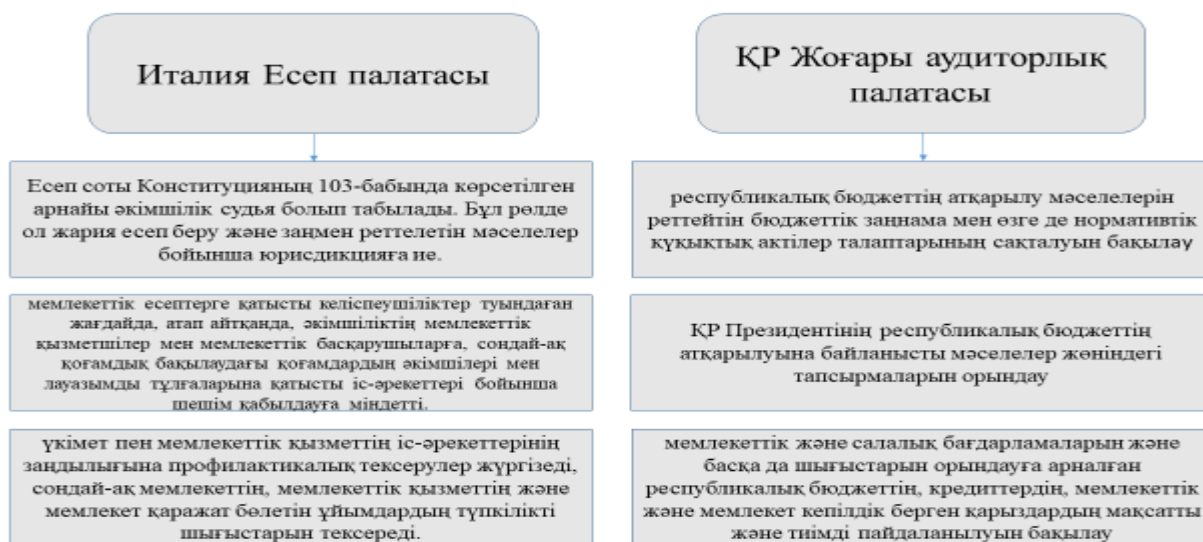 Италия Есеп палатасы
Есеп соты Конституцияның 103-бабында көрсетілген
арнайы әкімшілік судья болып табылады. Бұл рөлде
ол жария есеп беру және заңмен реттелетін мәселелер
бойынша юрисдикцияға ие.
мемлекеттік есептерге қатысты келіспеушіліктер туындаған
жағдайда, атап айтқанда, әкімшіліктің мемлекеттік
қызметшілер мен мемлекеттік басқарушыларға, сондай-ақ
қоғамдық бақылаудағы қоғамдардың әкімшілері мен
лауазымды тұлғаларына қатысты іс-әрекеттері бойынша
шешім қабылдауға міндетті.
үкімет пен мемлекеттік қызметтің іс-әрекеттерінің
заңдылығына профилактикалық тексерулер жүргізеді,
сондай-ақ мемлекеттің, мемлекеттік қызметтің және
мемлекет қаражат бөлетін ұйымдардың түпкілікті
шығыстарын тексереді.
ҚР Жоғары аудиторлық
палатасы
республикалық бюджеттің атқарылу мәселелерін
реттейтін бюджеттік заңнама мен өзге де нормативтік
құқықтық актілер талаптарының сақталуын бақылау
ҚР Президентінің республикалық бюджеттің
атқарылуына байланысты мәселелер жөніндегі
тапсырмаларын орындау
мемлекеттік және салалық бағдарламаларын және
басқа да шығыстарын орындауға арналған
республикалық бюджеттің, кредиттердің, мемлекеттік
және мемлекет кепілдік берген қарыздардың мақсатты
және тиімді пайдаланылуын бақылау